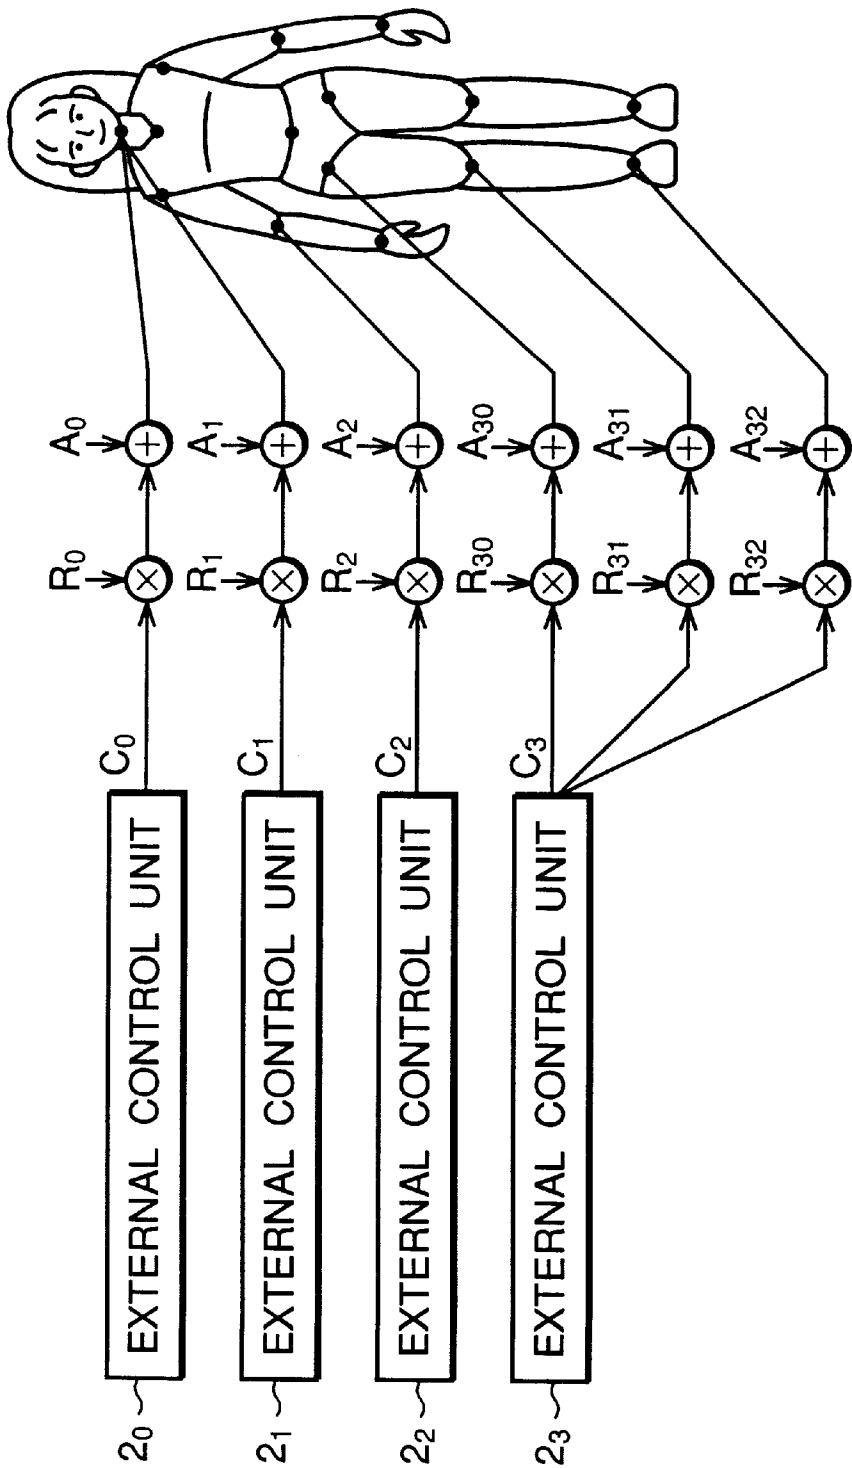 2₀ EXTERNAL CONTROL UNIT C₀ R₀ × A₀ +
2₁ EXTERNAL CONTROL UNIT C₁ R₁ × A₁ +
2₂ EXTERNAL CONTROL UNIT C₂ R₂ × A₂ +
2₃ EXTERNAL CONTROL UNIT C₃ R₃₀ × A₃₀ +
R₃₁ × A₃₁ +
R₃₂ × A₃₂ +